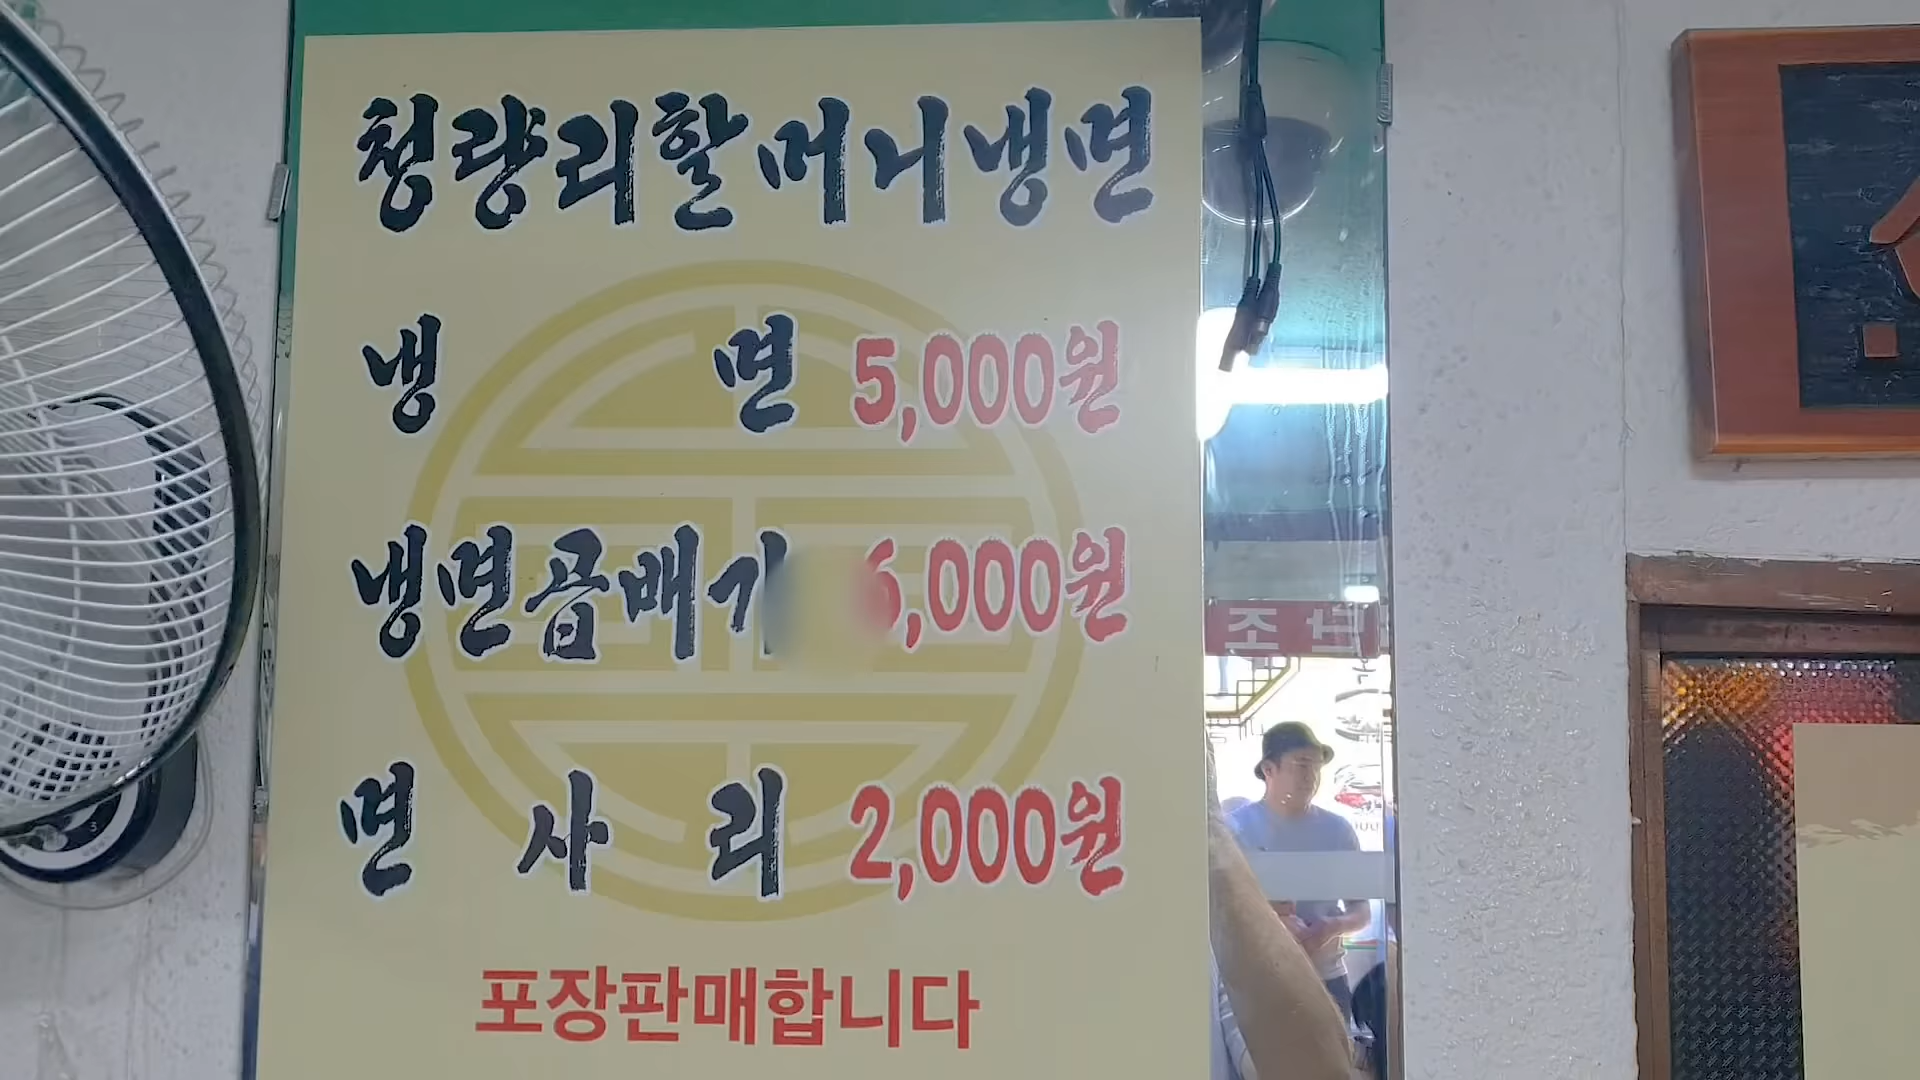 청량리할머니냉면
냉 면 5,000원
냉면곱배기 6,000원
면 사 리 2,000원
포장판매합니다